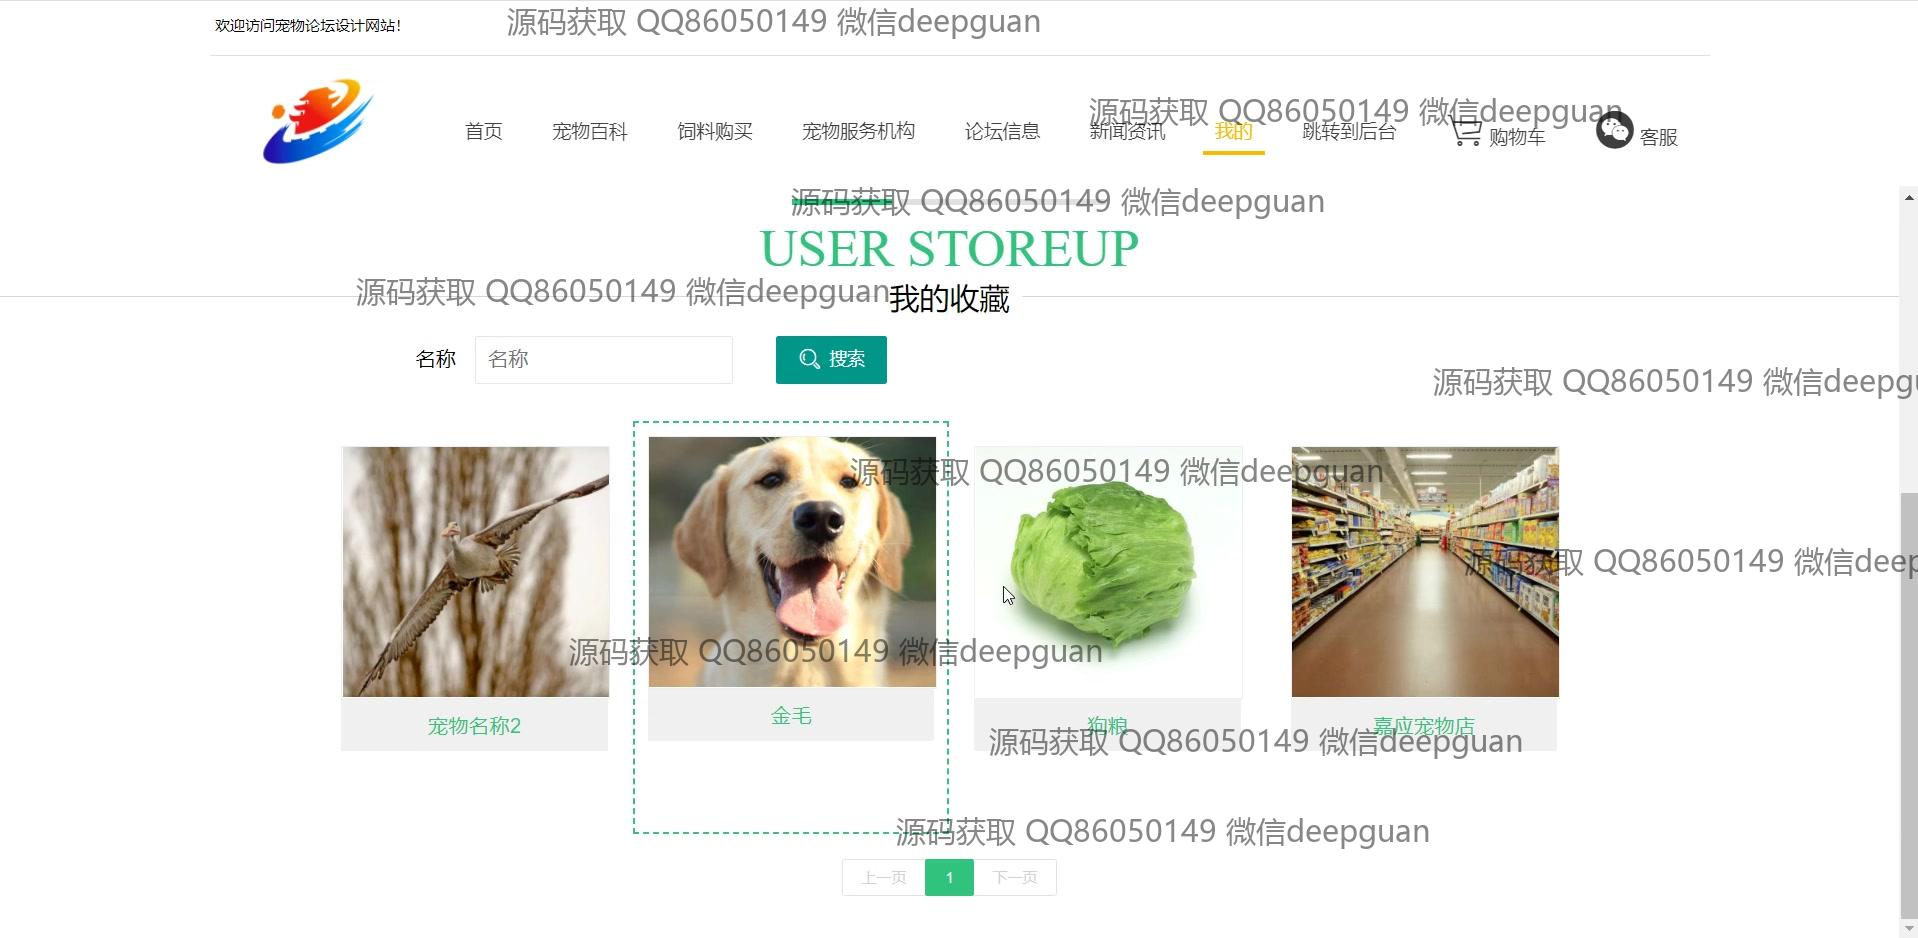 欢迎访问宠物论坛设计网站!
源码获取 QQ86050149 微信deepguan
源码获取 QQ86050149 微信deepguan
首页 宠物百科 饲料购买 宠物服务机构 论坛信息 新闻资讯 我的 跳转到后台 购物车 客服
源码获取 QQ86050149 微信deepguan
USER STOREUP
源码获取 QQ86050149 微信deepguan
我的收藏
名称 名称 搜索
源码获取 QQ86050149 微信deepgu
源码获取 QQ86050149 微信deepguan
源码获取 QQ86050149 微信deep
源码获取 QQ86050149 微信deepguan
宠物名称2 金毛 狗粮 嘉应宠物店
源码获取 QQ86050149 微信deepguan
源码获取 QQ86050149 微信deepguan
上一页 1 下一页